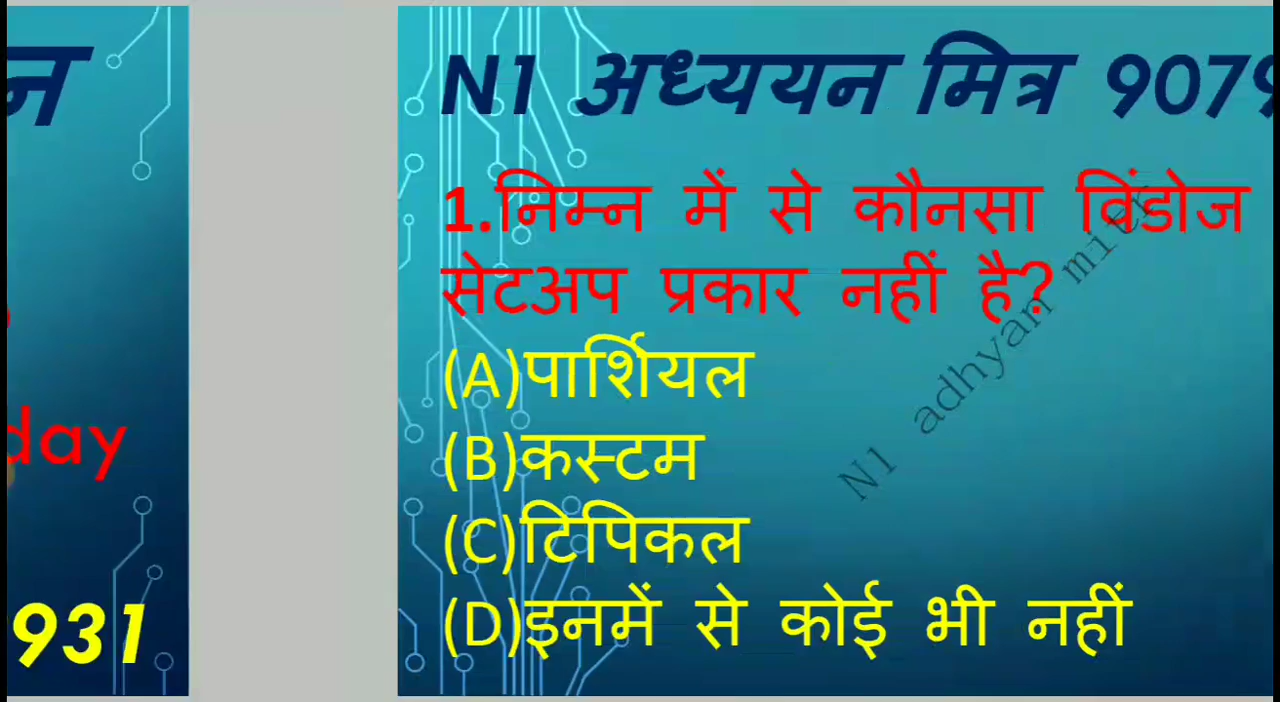 न
day
931
N1 अध्ययन मित्र 9079
1.निम्न में से कौनसा विंडोज
सेटअप प्रकार नहीं है?
(A)पार्शियल
(B)कस्टम
(C)टिपिकल
(D)इनमें से कोई भी नहीं
N1 adhyan mitr